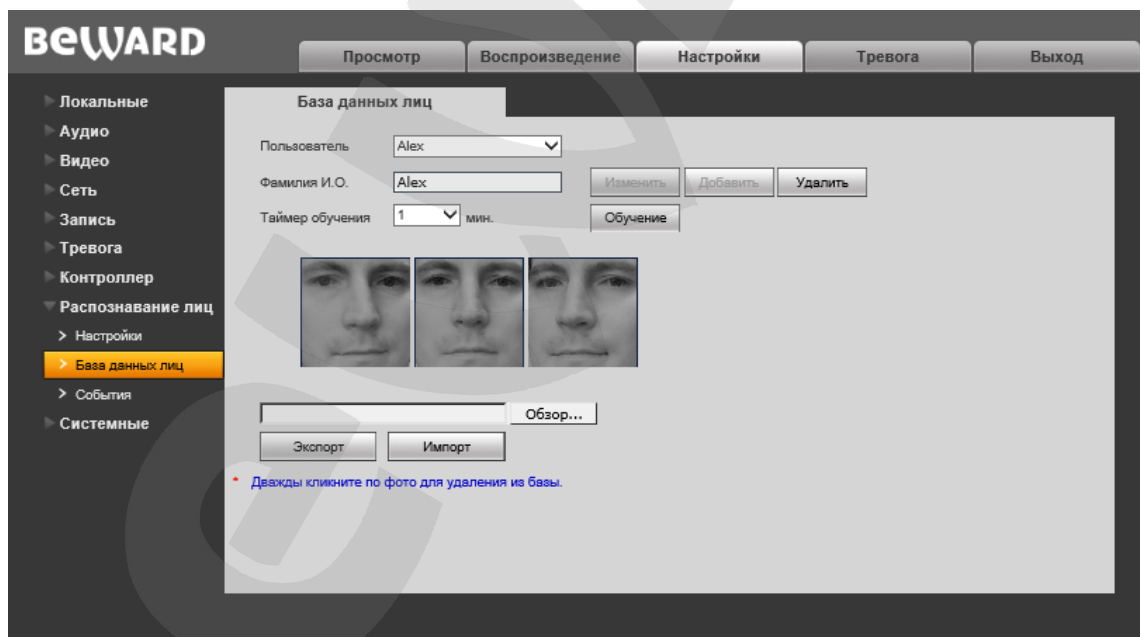 BEWARD
Просмотр Воспроизведение Настройки Тревога Выход
Локальные
Аудио
Видео
Сеть
Запись
Тревога
Контроллер
Распознавание лиц
> Настройки
> База данных лиц
> События
Системные
База данных лиц
Пользователь Alex
Фамилия И.О. Alex Изменить Добавить Удалить
Таймер обучения 1 мин. Обучение
Обзор...
Экспорт Импорт
* Дважды кликните по фото для удаления из базы.